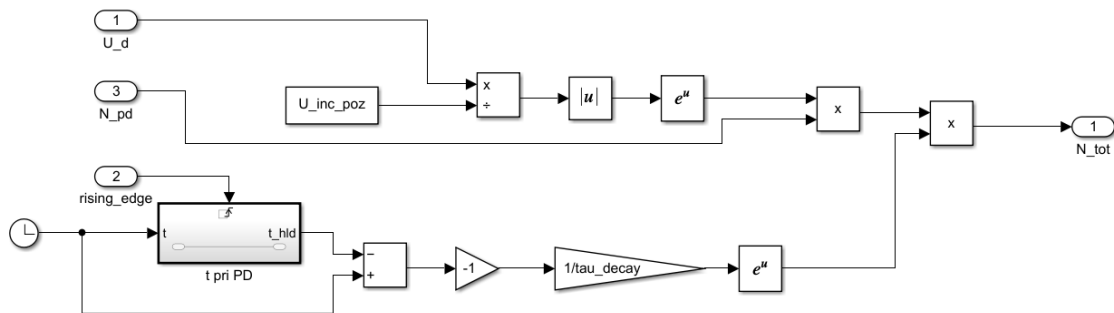 1
U_d
3
N_pd
U_inc_poz
x
÷
|u|
e^u
x
x
1
N_tot
2
rising_edge
t
t_hld
t pri PD
−
+
-1
1/tau_decay
e^u